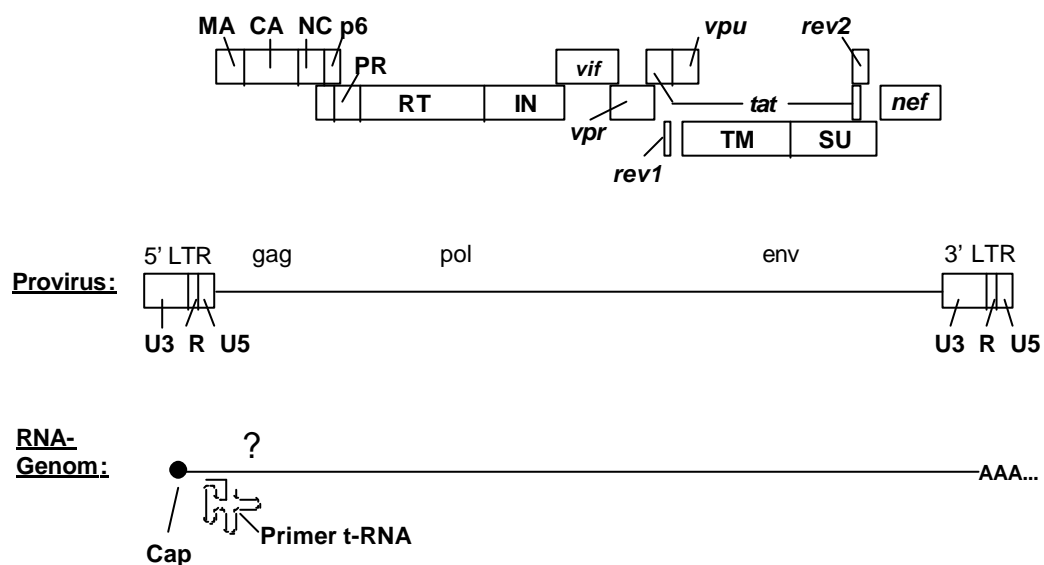 MA CA NC p6 vpu rev2
PR vif
RT IN tat nef
vpr TM SU
rev1
5' LTR gag pol env 3' LTR
Provirus:
U3 R U5 U3 R U5
RNA-
Genom: ?
AAA...
Primer t-RNA
Cap